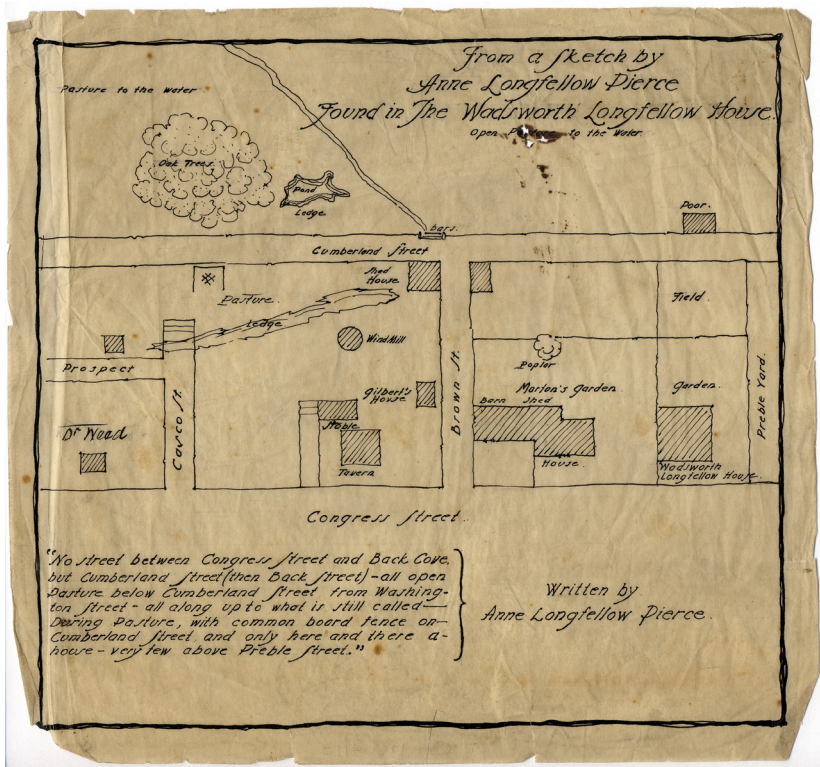 From a Sketch by
Anne Longfellow Pierce
Found in The Wadsworth Longfellow House.
Open to the Water
Pasture to the Water
Oak Trees.
Pond
Ledge
bars.
Poor.
Cumberland Street
Shed
House
Pasture.
Ledge
Field.
WindMill
Poplar
Prospect
Gilbert's
House
Morton's Garden
Garden.
Barn Shed
Brown St.
Preble Yard.
Casco St.
Dr Wood
Stable
Tavern
House.
Wadsworth
Longfellow House.
Congress Street.
"No street between Congress Street and Back Cove,
but Cumberland Street (then Back Street) - all open
Pasture below Cumberland Street from Washing-
ton Street - all along up to what is still called—
Dering Pasture, with common board fence on—
Cumberland Street and only here and there a-
house - very few above Preble Street."
Written by
Anne Longfellow Pierce.